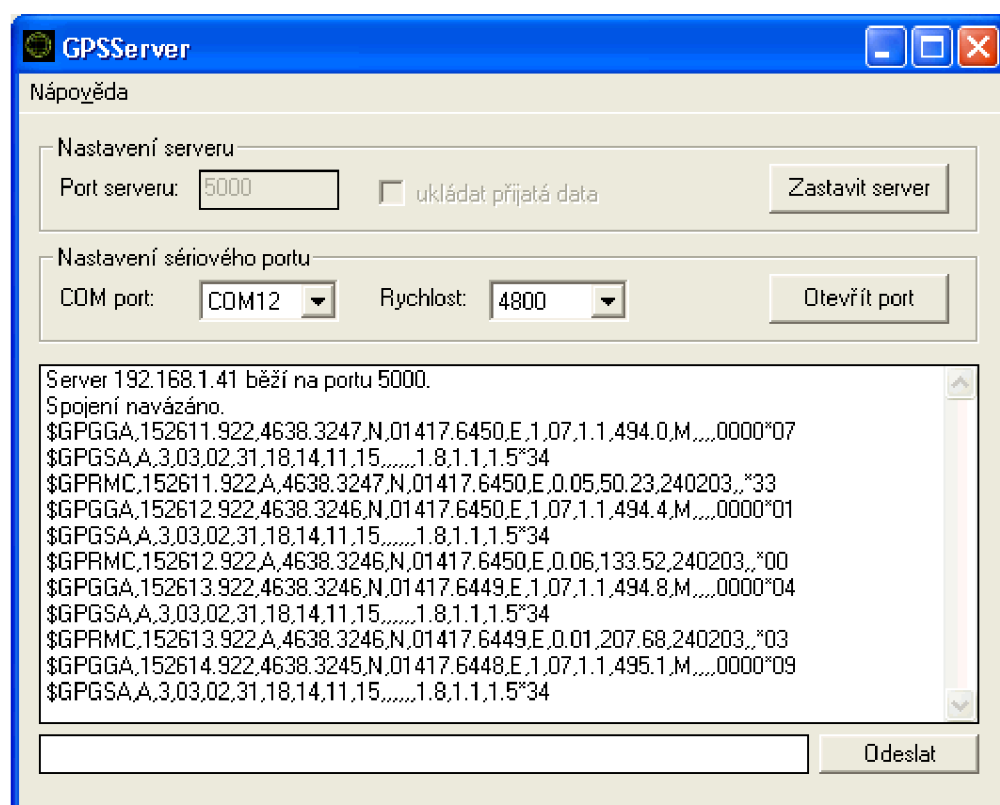 GPSServer
Nápověda
Nastavení serveru
Port serveru: 5000 ukládat přijatá data Zastavit server
Nastavení sériového portu
COM port: COM12 Rychlost: 4800 Otevřít port
Server 192.168.1.41 běží na portu 5000.
Spojení navázáno.
$GPGGA,152611.922,4638.3247,N,01417.6450,E,1,07,1.1,494.0,M,,,,0000*07
$GPGSA,A,3,03,02,31,18,14,11,15,,,,,,1.8,1.1,1.5*34
$GPRMC,152611.922,A,4638.3247,N,01417.6450,E,0.05,50.23,240203,,*33
$GPGGA,152612.922,4638.3246,N,01417.6450,E,1,07,1.1,494.4,M,,,,0000*01
$GPGSA,A,3,03,02,31,18,14,11,15,,,,,,1.8,1.1,1.5*34
$GPRMC,152612.922,A,4638.3246,N,01417.6450,E,0.06,133.52,240203,,*00
$GPGGA,152613.922,4638.3246,N,01417.6449,E,1,07,1.1,494.8,M,,,,0000*04
$GPGSA,A,3,03,02,31,18,14,11,15,,,,,,1.8,1.1,1.5*34
$GPRMC,152613.922,A,4638.3246,N,01417.6449,E,0.01,207.68,240203,,*03
$GPGGA,152614.922,4638.3245,N,01417.6448,E,1,07,1.1,495.1,M,,,,0000*09
$GPGSA,A,3,03,02,31,18,14,11,15,,,,,,1.8,1.1,1.5*34
Odeslat